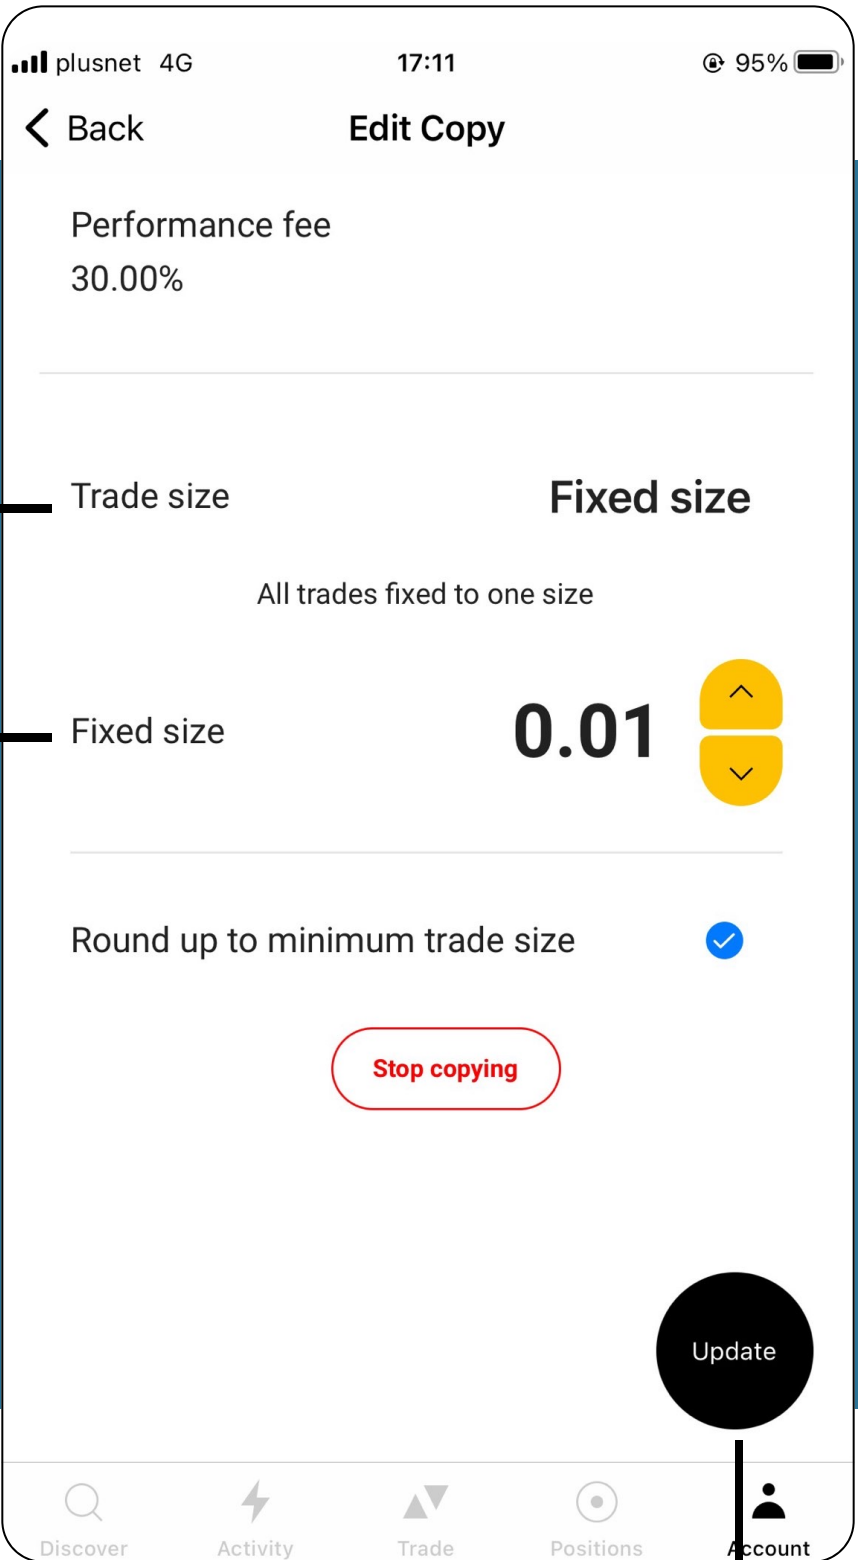 plusnet 4G 17:11 95%
Back Edit Copy
Performance fee
30.00%
Trade size Fixed size
All trades fixed to one size
Fixed size 0.01
Round up to minimum trade size
Stop copying
Update
Discover Activity Trade Positions Account